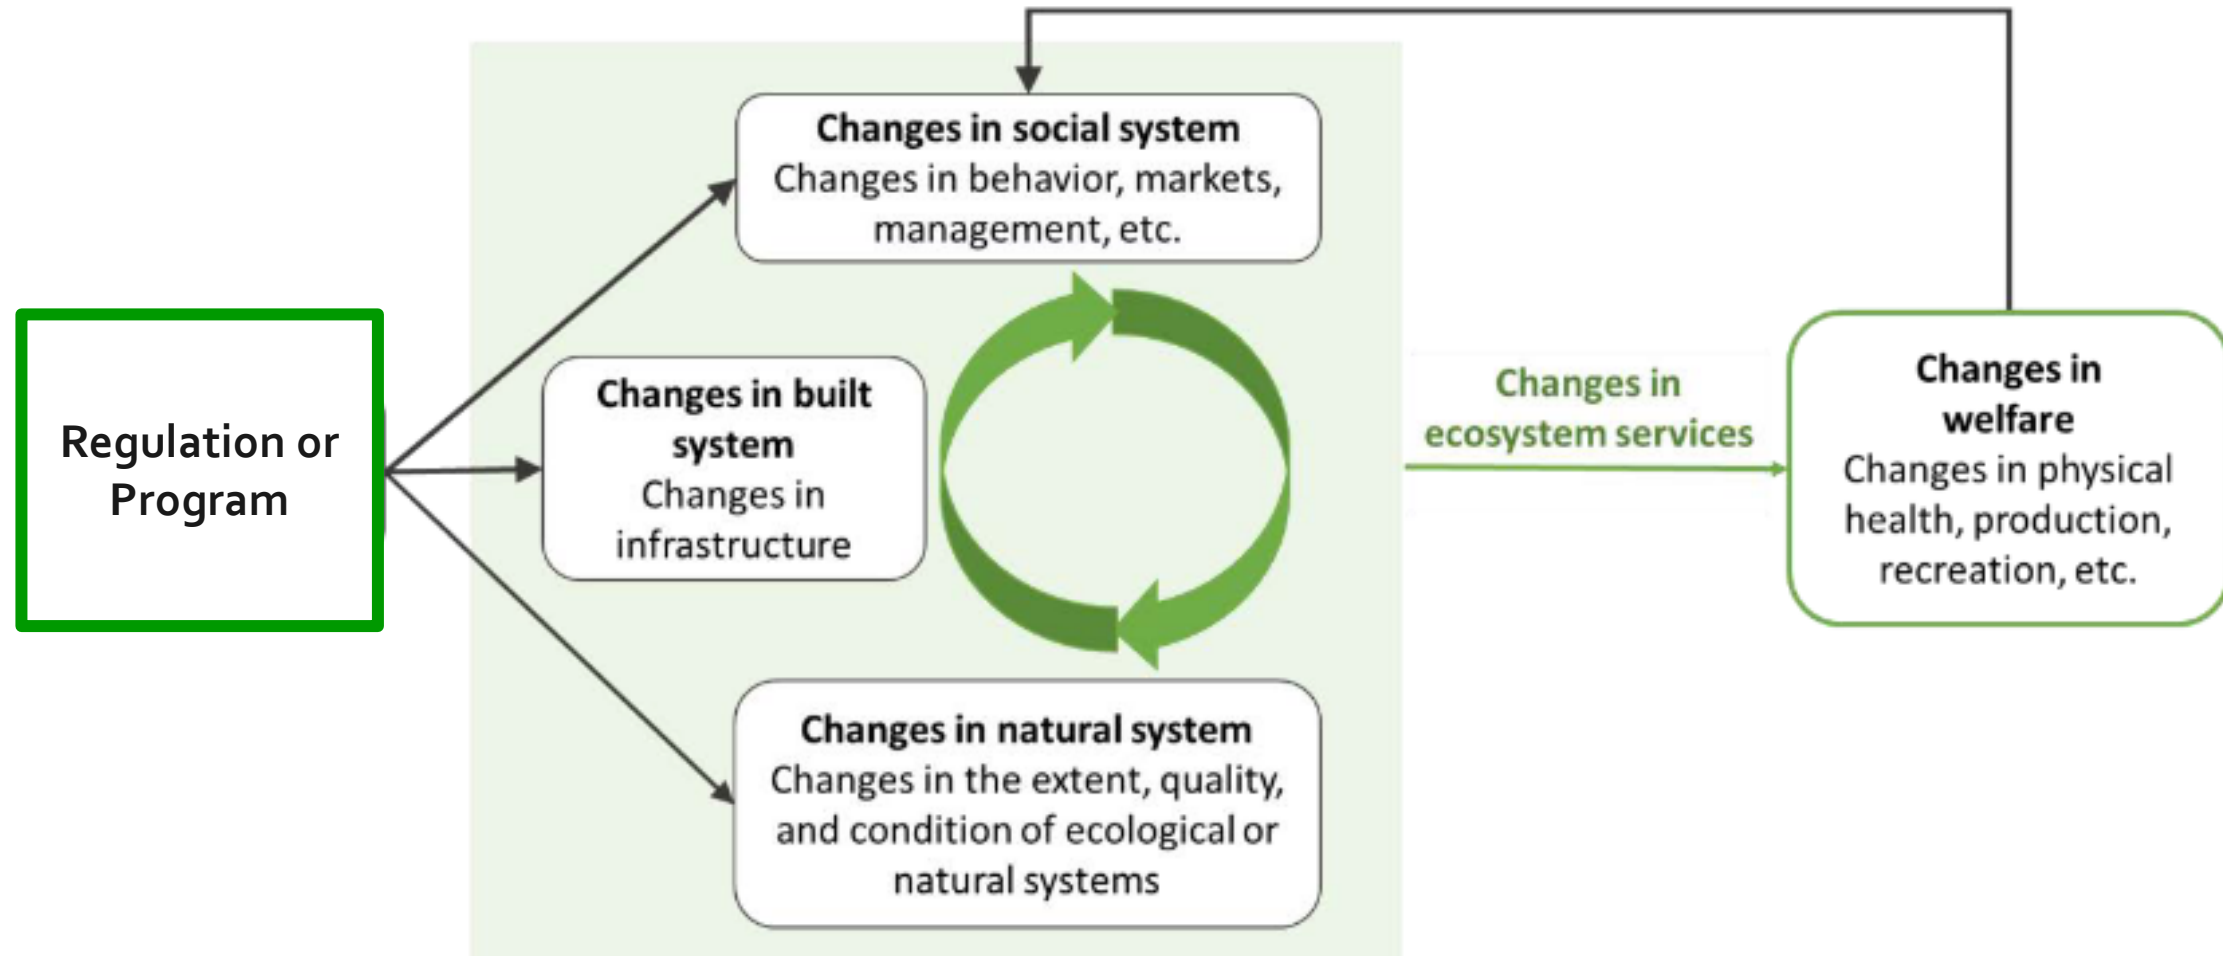 Changes in social system
Changes in behavior, markets,
management, etc.
Regulation or
Program
Changes in built
system
Changes in
infrastructure
Changes in
ecosystem services
Changes in
welfare
Changes in physical
health, production,
recreation, etc.
Changes in natural system
Changes in the extent, quality,
and condition of ecological or
natural systems